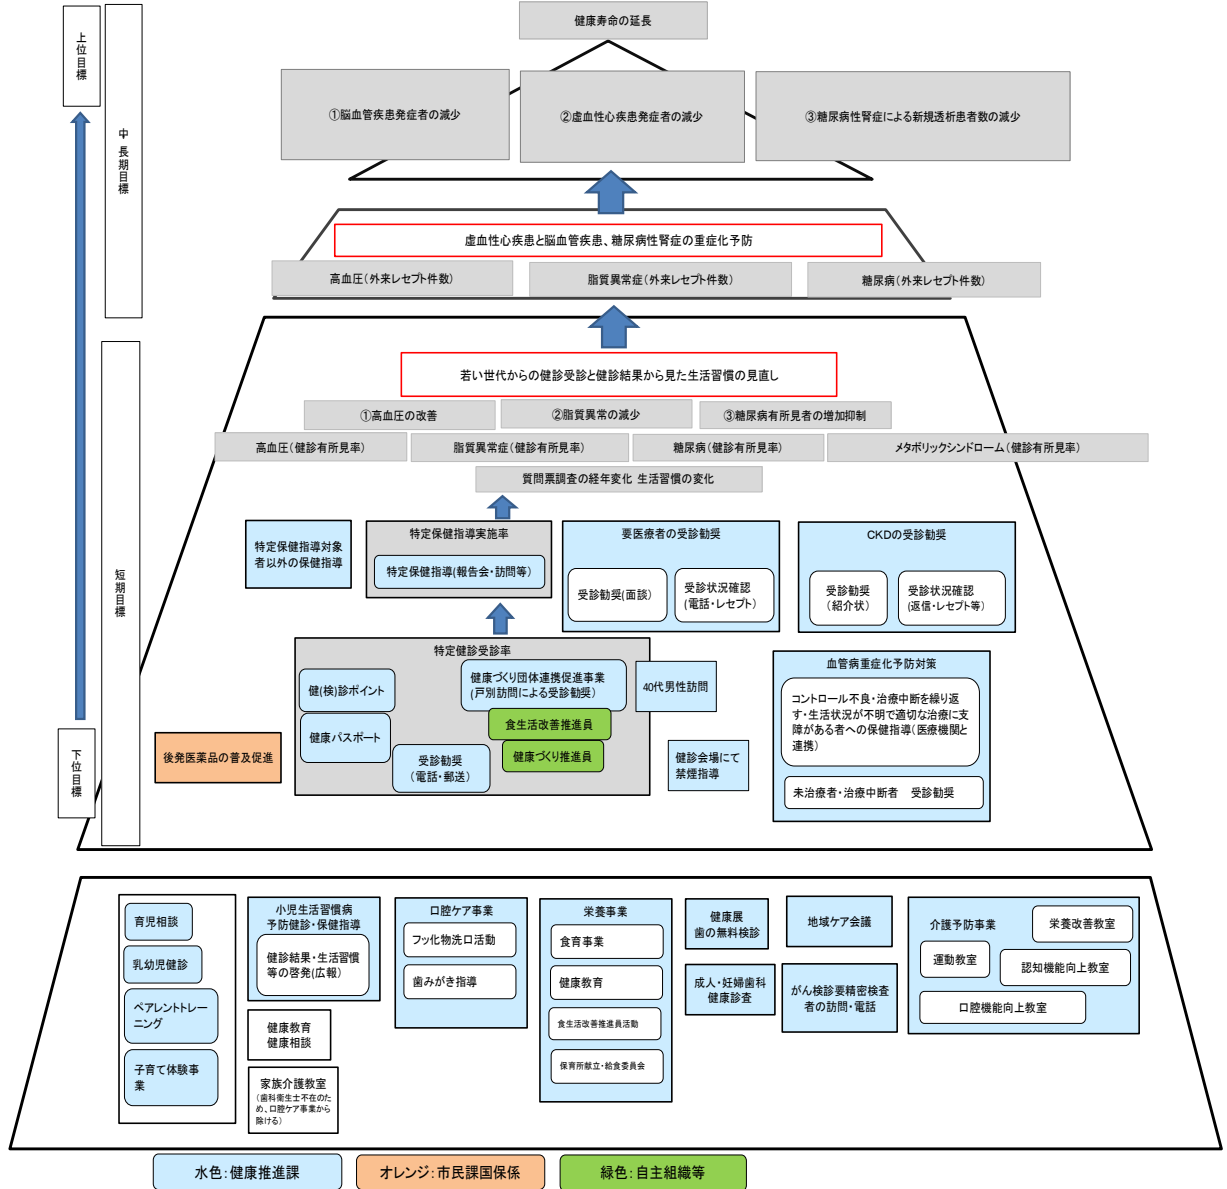 健康寿命の延長
上位目標
中長期目標
①脳血管疾患発症者の減少
②虚血性心疾患発症者の減少
③糖尿病性腎症による新規透析患者数の減少
虚血性心疾患と脳血管疾患、糖尿病性腎症の重症化予防
高血圧(外来レセプト件数)
脂質異常症(外来レセプト件数)
糖尿病(外来レセプト件数)
若い世代からの健診受診と健診結果から見た生活習慣の見直し
①高血圧の改善
②脂質異常の減少
③糖尿病有所見者の増加抑制
高血圧(健診有所見率)
脂質異常症(健診有所見率)
糖尿病(健診有所見率)
メタボリックシンドローム(健診有所見率)
質問票調査の経年変化 生活習慣の変化
短期目標
下位目標
特定保健指導対象
者以外の保健指導
特定保健指導実施率
特定保健指導(報告会・訪問等)
要医療者の受診勧奨
受診勧奨(面談)
受診状況確認
(電話・レセプト)
CKDの受診勧奨
受診勧奨
(紹介状)
受診状況確認
(返信・レセプト等)
特定健診受診率
健(検)診ポイント
健康パスポート
健康づくり団体連携促進事業
(戸別訪問による受診勧奨)
食生活改善推進員
健康づくり推進員
受診勧奨
(電話・郵送)
40代男性訪問
健診会場にて
禁煙指導
後発医薬品の普及促進
血管病重症化予防対策
コントロール不良・治療中断を繰り返
す・生活状況が不明で適切な治療に支
障がある者への保健指導(医療機関と
連携)
未治療者・治療中断者 受診勧奨
育児相談
乳幼児健診
ペアレントトレー
ニング
子育て体験事
業
小児生活習慣病
予防健診・保健指導
健診結果・生活習慣
等の啓発(広報)
健康教育
健康相談
家族介護教室
(歯科衛生士不在のた
め、口腔ケア事業から
除ける)
口腔ケア事業
フッ化物洗口活動
歯みがき指導
栄養事業
食育事業
健康教育
食生活改善推進員活動
保育所献立・給食委員会
健康展
歯の無料検診
成人・妊婦歯科
健康診査
地域ケア会議
がん検診要精密検査
者の訪問・電話
介護予防事業
栄養改善教室
運動教室
認知機能向上教室
口腔機能向上教室
水色:健康推進課
オレンジ:市民課国保係
緑色:自主組織等